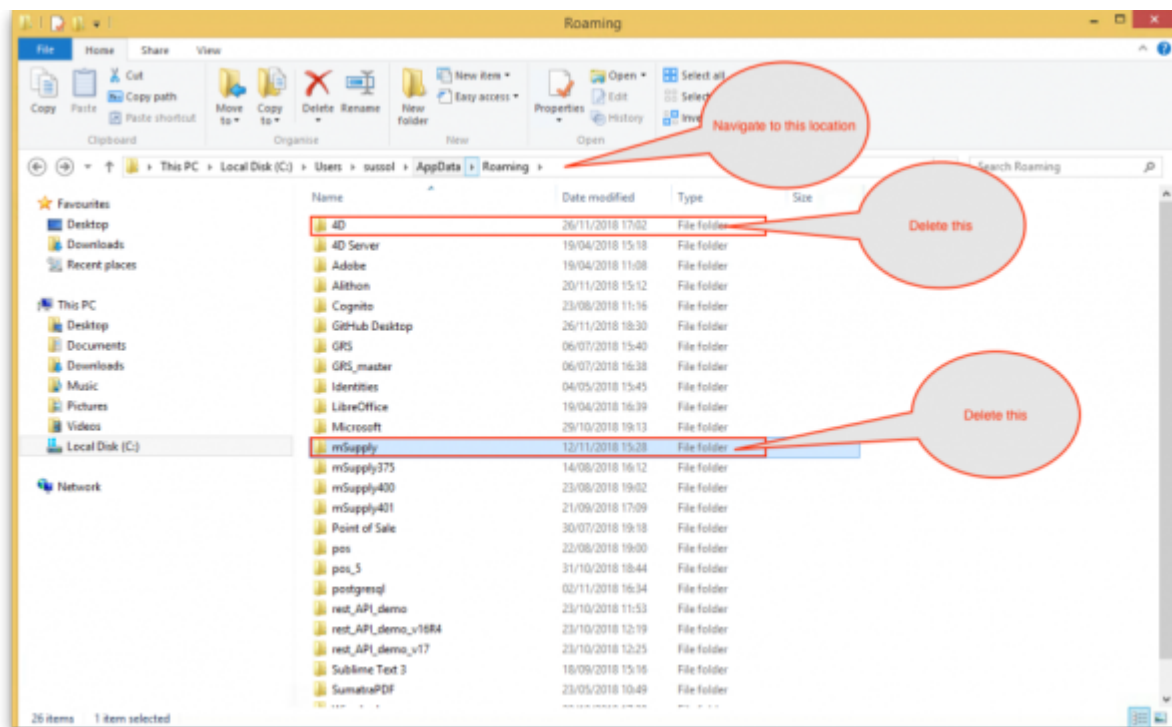 Roaming
File Home Share View
Copy Paste Cut Copy path Paste shortcut Move to Copy to Delete Rename New folder New item Easy access Properties Open Edit History Select all
Clipboard Organise New Open
Navigate to this location
This PC Local Disk (C:) Users sussol AppData Roaming Search Roaming
Name Date modified Type Size
Favourites
Desktop
Downloads
Recent places
This PC
Desktop
Documents
Downloads
Music
Pictures
Videos
Local Disk (C:)
Network
4D 26/11/2018 17:02 File folder
Delete this
4D Server 19/04/2018 15:18 File folder
Adobe 19/04/2018 11:08 File folder
Alithon 20/11/2018 15:12 File folder
Cognito 23/08/2018 11:16 File folder
GitHub Desktop 26/11/2018 18:30 File folder
GRS 06/07/2018 15:40 File folder
GRS_master 06/07/2018 16:38 File folder
Identities 04/05/2018 15:45 File folder
LibreOffice 19/04/2018 16:39 File folder
Microsoft 29/10/2018 19:13 File folder
Delete this
mSupply 12/11/2018 15:28 File folder
mSupply375 14/08/2018 16:12 File folder
mSupply400 23/08/2018 19:02 File folder
mSupply401 21/09/2018 17:09 File folder
Point of Sale 30/07/2018 19:18 File folder
pos 22/08/2018 19:00 File folder
pos_5 31/10/2018 18:44 File folder
postgresql 02/11/2018 16:34 File folder
rest_API_demo 23/10/2018 11:53 File folder
rest_API_demo_v16R4 23/10/2018 12:19 File folder
rest_API_demo_v17 23/10/2018 12:25 File folder
Sublime Text 3 18/09/2018 15:16 File folder
SumatraPDF 23/05/2018 10:49 File folder
26 items 1 item selected